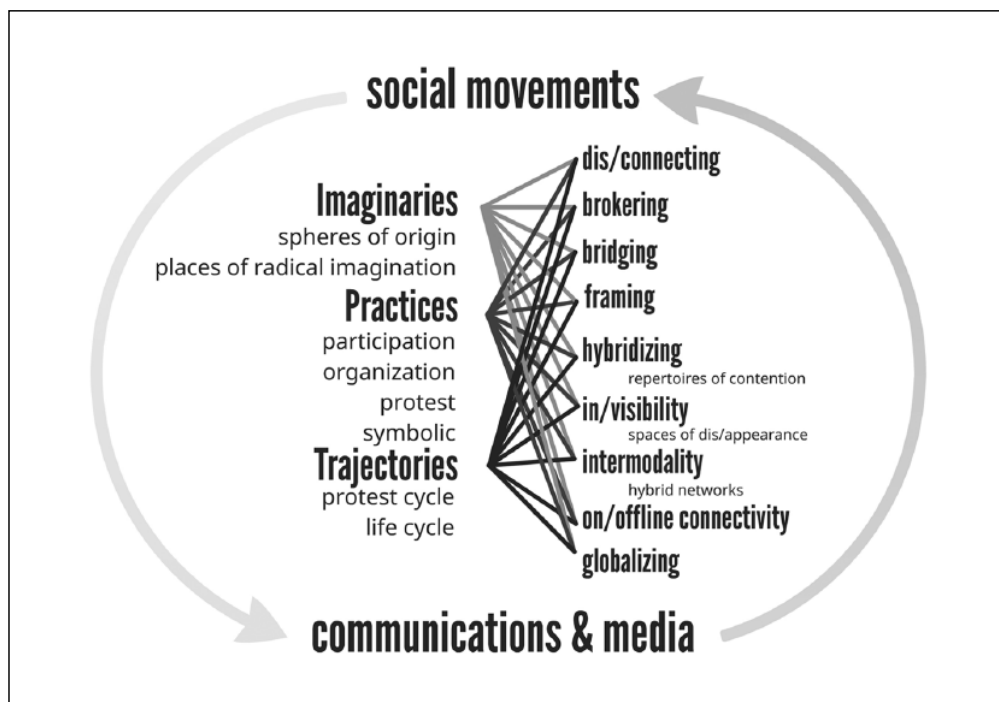 social movements
Imaginaries
spheres of origin
places of radical imagination
Practices
participation
organization
protest
symbolic
Trajectories
protest cycle
life cycle
dis/connecting
brokering
bridging
framing
hybridizing
repertoires of contention
in/visibility
spaces of dis/appearance
intermodality
hybrid networks
on/offline connectivity
globalizing
communications & media